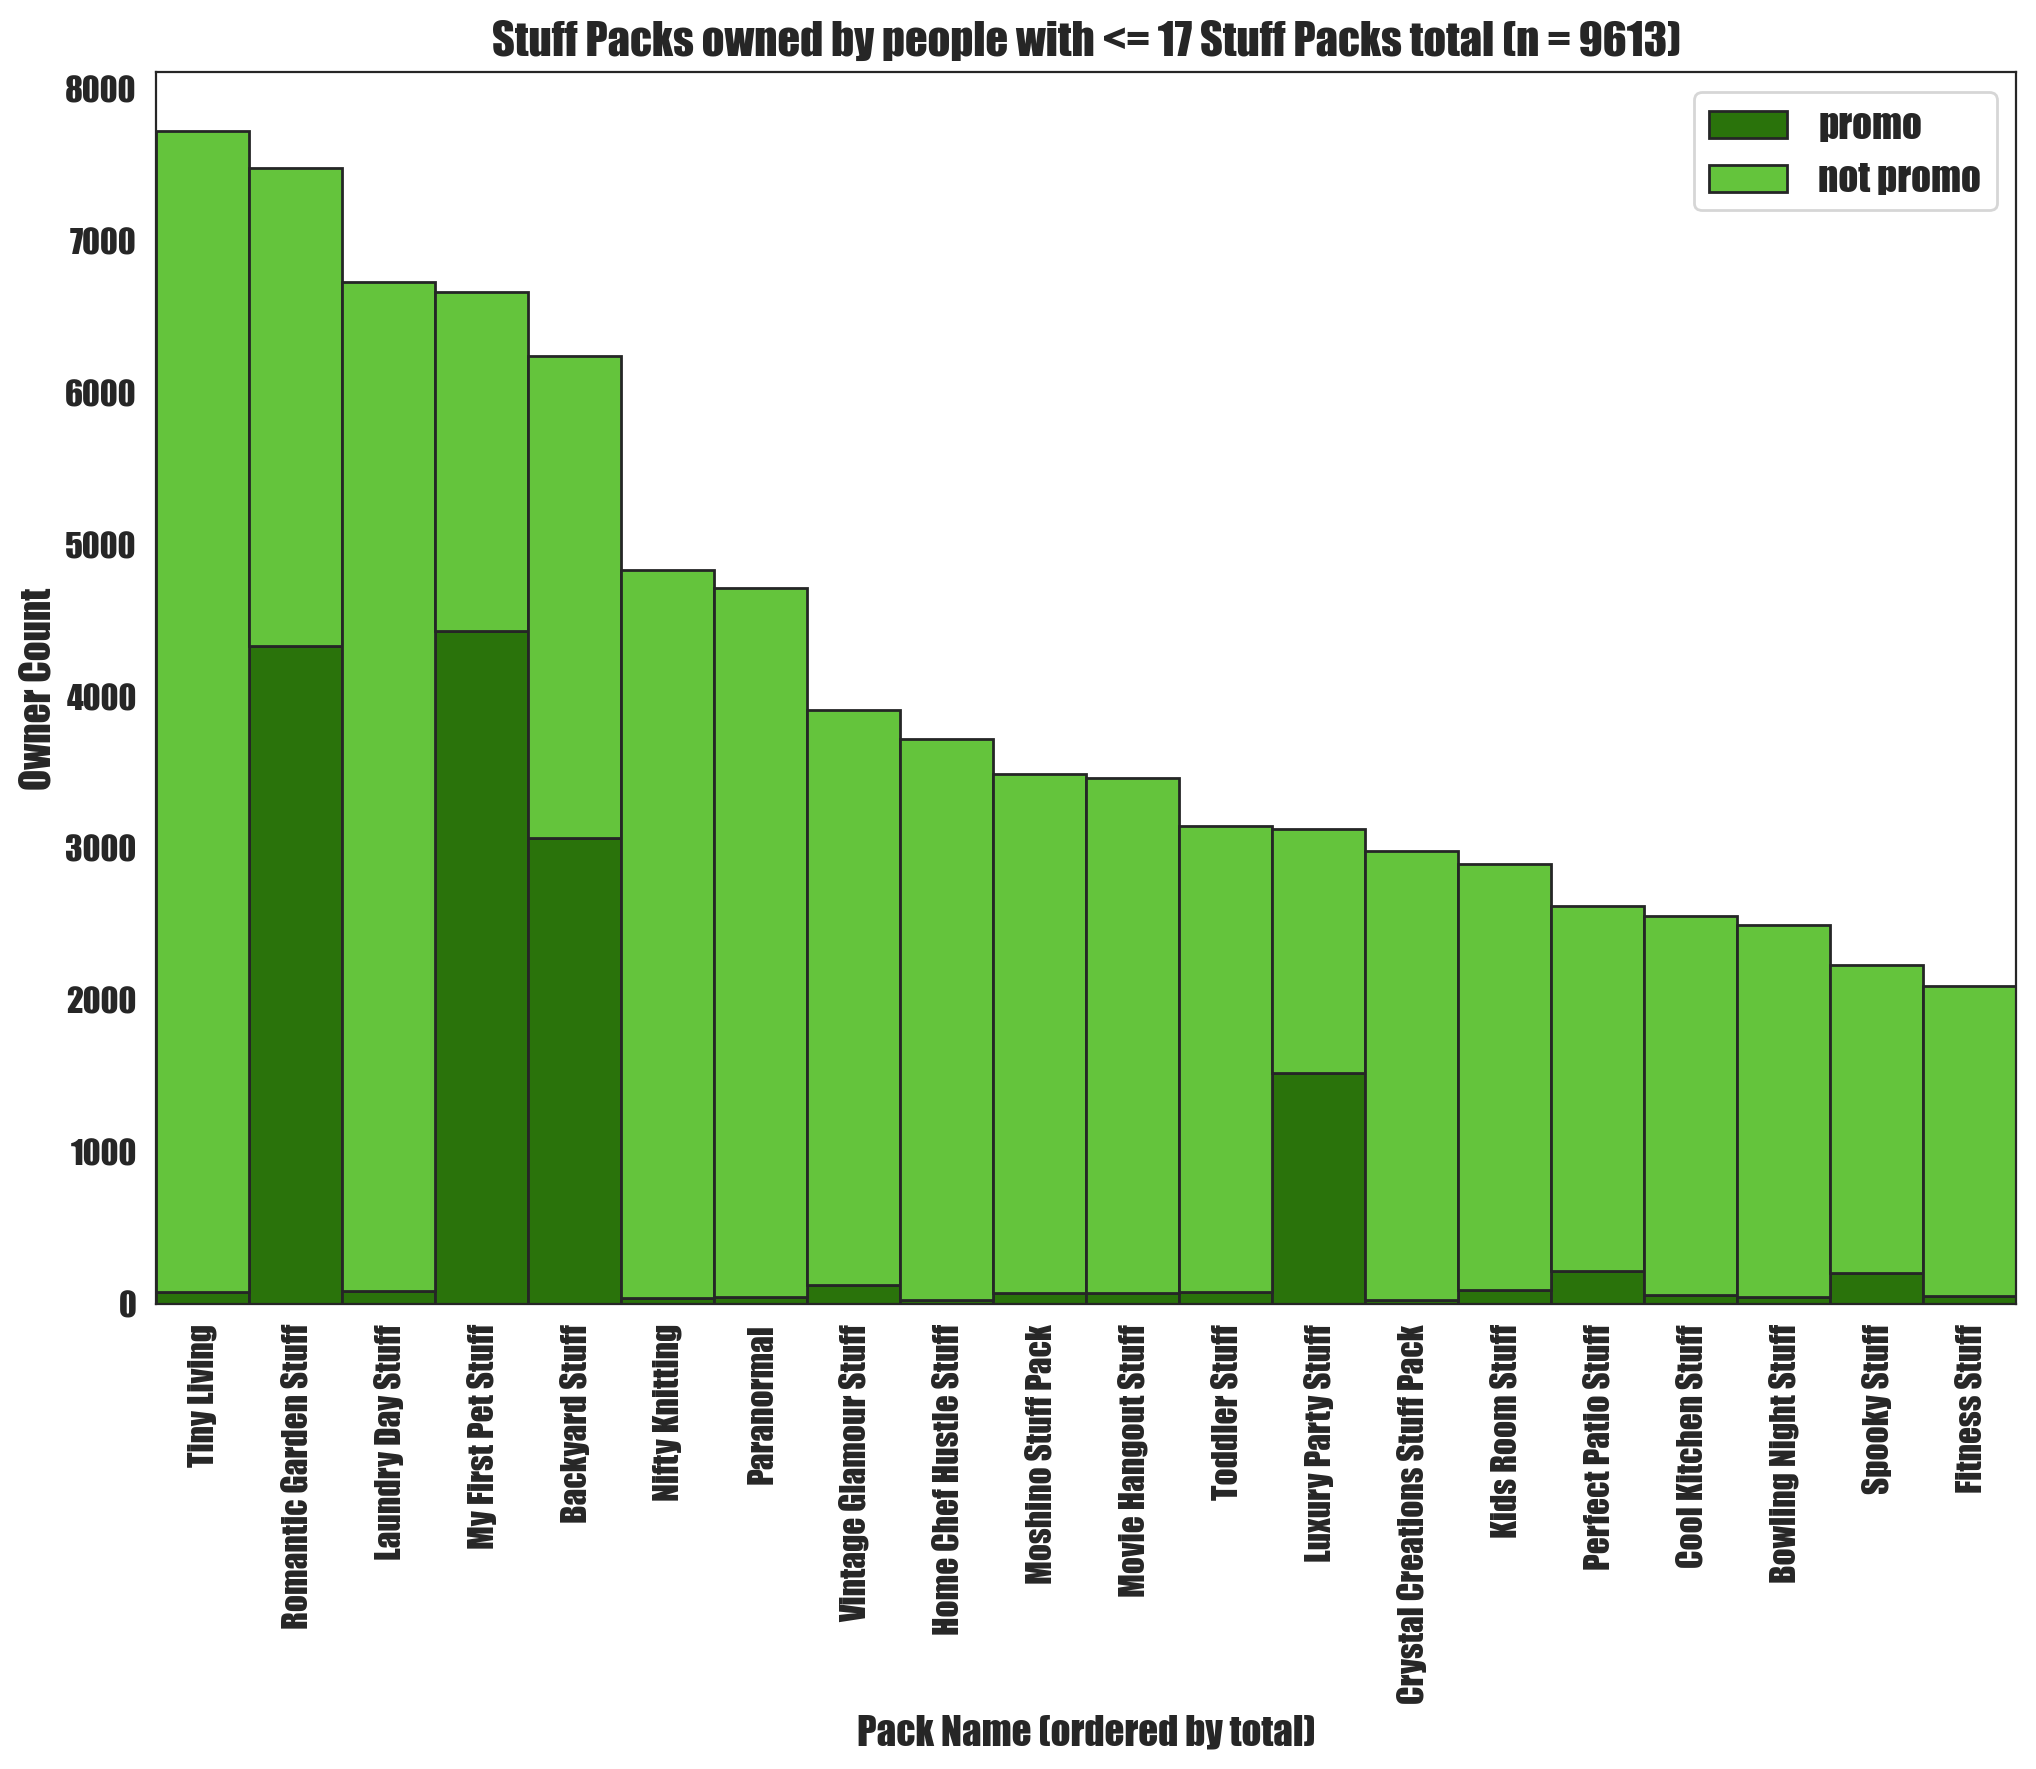 Stuff Packs owned by people with <= 17 Stuff Packs total (n = 9613)
promo
not promo
8000
7000
6000
5000
4000
3000
2000
1000
0
Owner Count
Tiny Living
Romantic Garden Stuff
Laundry Day Stuff
My First Pet Stuff
Backyard Stuff
Nifty Knitting
Paranormal
Vintage Glamour Stuff
Home Chef Hustle Stuff
Moshino Stuff Pack
Movie Hangout Stuff
Toddler Stuff
Luxury Party Stuff
Crystal Creations Stuff Pack
Kids Room Stuff
Perfect Patio Stuff
Cool Kitchen Stuff
Bowling Night Stuff
Spooky Stuff
Fitness Stuff
Pack Name (ordered by total)